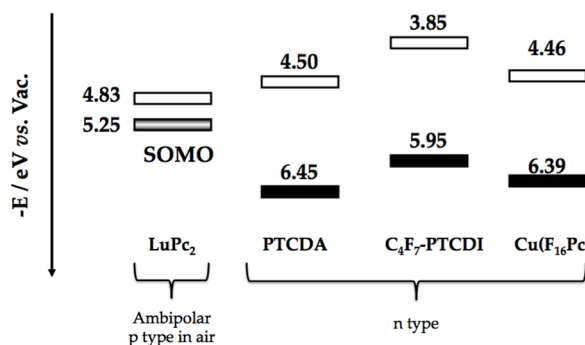 -E / eV vs. Vac.
3.85
4.50
4.46
4.83
5.25
SOMO
5.95
6.45
6.39
LuPc₂
PTCDA
C₄F₇-PTCDI
Cu(F₁₆Pc
Ambipolar
p type in air
n type